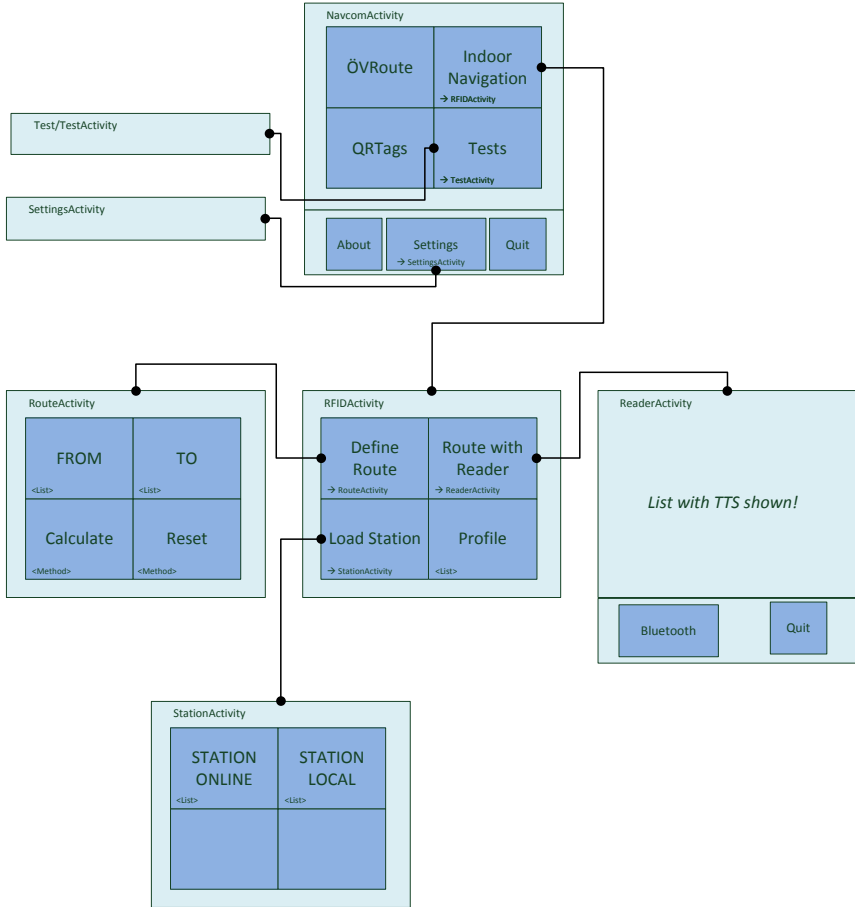 NavcomActivity
ÖVRoute
Indoor
Navigation
→ RFIDActivity
QRTags
Tests
→ TestActivity
About
Settings
→ SettingsActivity
Quit
Test/TestActivity
SettingsActivity
RouteActivity
FROM
<List>
TO
<List>
Calculate
<Method>
Reset
<Method>
RFIDActivity
Define
Route
→ RouteActivity
Route with
Reader
→ ReaderActivity
Load Station
→ StationActivity
Profile
<List>
ReaderActivity
List with TTS shown!
Bluetooth
Quit
StationActivity
STATION
ONLINE
<List>
STATION
LOCAL
<List>